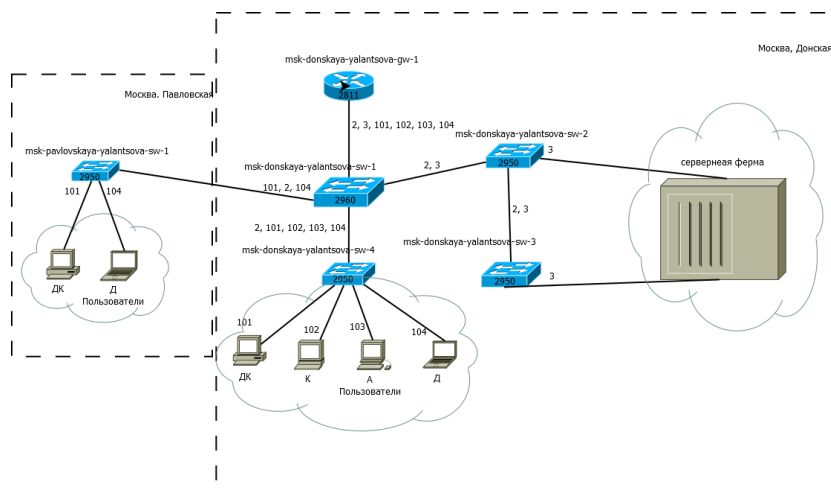 Москва, Донская
msk-donskaya-yalantsova-gw-1
2811
Москва. Павловская
2, 3, 101, 102, 103, 104
msk-donskaya-yalantsova-sw-2
3
2950
msk-pavlovskaya-yalantsova-sw-1
2950
101
104
msk-donskaya-yalantsova-sw-1
2, 3
101, 2, 104
2960
серверная ферма
2, 3
2, 101, 102, 103, 104
msk-donskaya-yalantsova-sw-4
2950
msk-donskaya-yalantsova-sw-3
2950
3
ДК
Д
Пользователи
101
102
103
104
ДК
К
А
Д
Пользователи